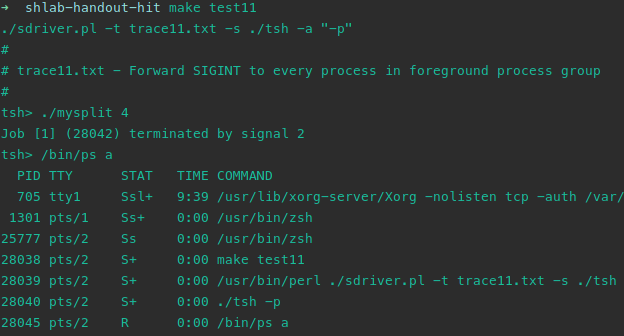 ➜  shlab-handout-hit make test11
./sdriver.pl -t trace11.txt -s ./tsh -a "-p"
#
# trace11.txt - Forward SIGINT to every process in foreground process group
#
tsh> ./mysplit 4
Job [1] (28042) terminated by signal 2
tsh> /bin/ps a
  PID TTY      STAT   TIME COMMAND
  705 tty1     Ssl+   9:39 /usr/lib/xorg-server/Xorg -nolisten tcp -auth /var/
 1301 pts/1    Ss+    0:00 /usr/bin/zsh
25777 pts/2    Ss     0:00 /usr/bin/zsh
28038 pts/2    S+     0:00 make test11
28039 pts/2    S+     0:00 /usr/bin/perl ./sdriver.pl -t trace11.txt -s ./tsh
28040 pts/2    S+     0:00 ./tsh -p
28045 pts/2    R      0:00 /bin/ps a